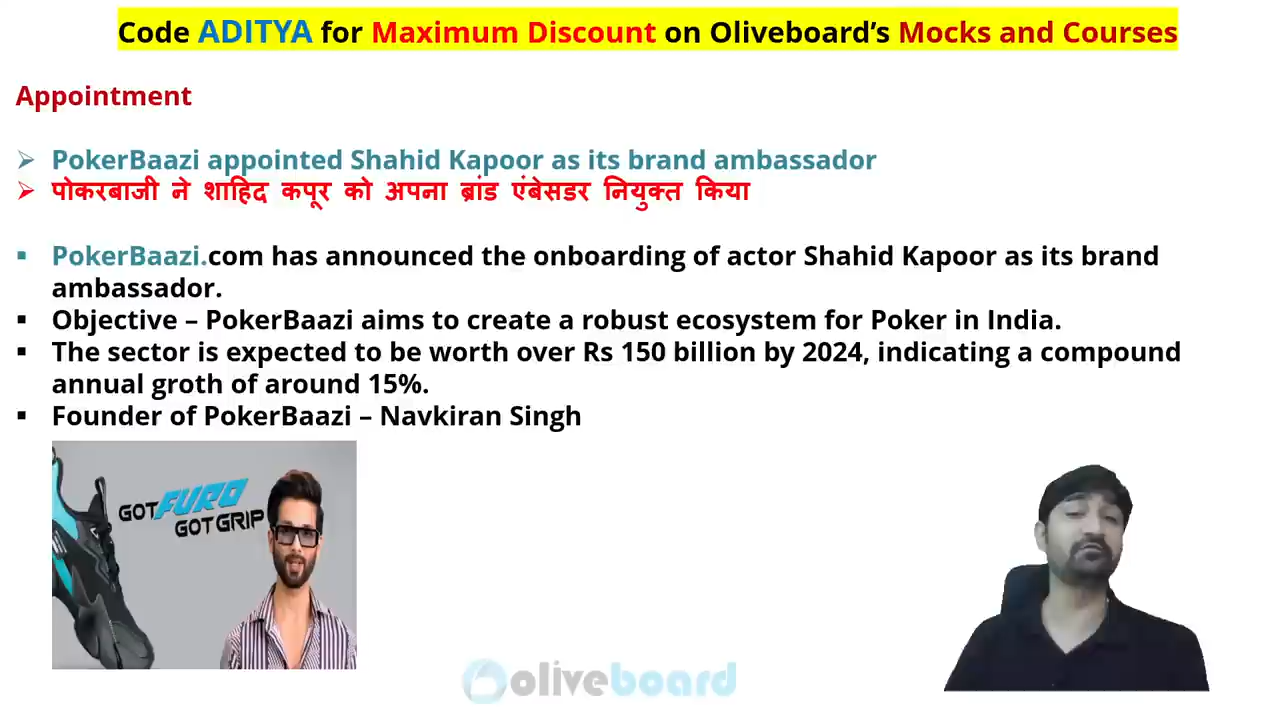 Code ADITYA for Maximum Discount on Oliveboard’s Mocks and Courses
Appointment
PokerBaazi appointed Shahid Kapoor as its brand ambassador
पोकरबाजी ने शाहिद कपूर को अपना ब्रांड एंबेसडर नियुक्त किया
PokerBaazi.com has announced the onboarding of actor Shahid Kapoor as its brand
ambassador.
Objective – PokerBaazi aims to create a robust ecosystem for Poker in India.
The sector is expected to be worth over Rs 150 billion by 2024, indicating a compound
annual groth of around 15%.
Founder of PokerBaazi – Navkiran Singh
GOT FURO
GOT GRIP
oliveboard